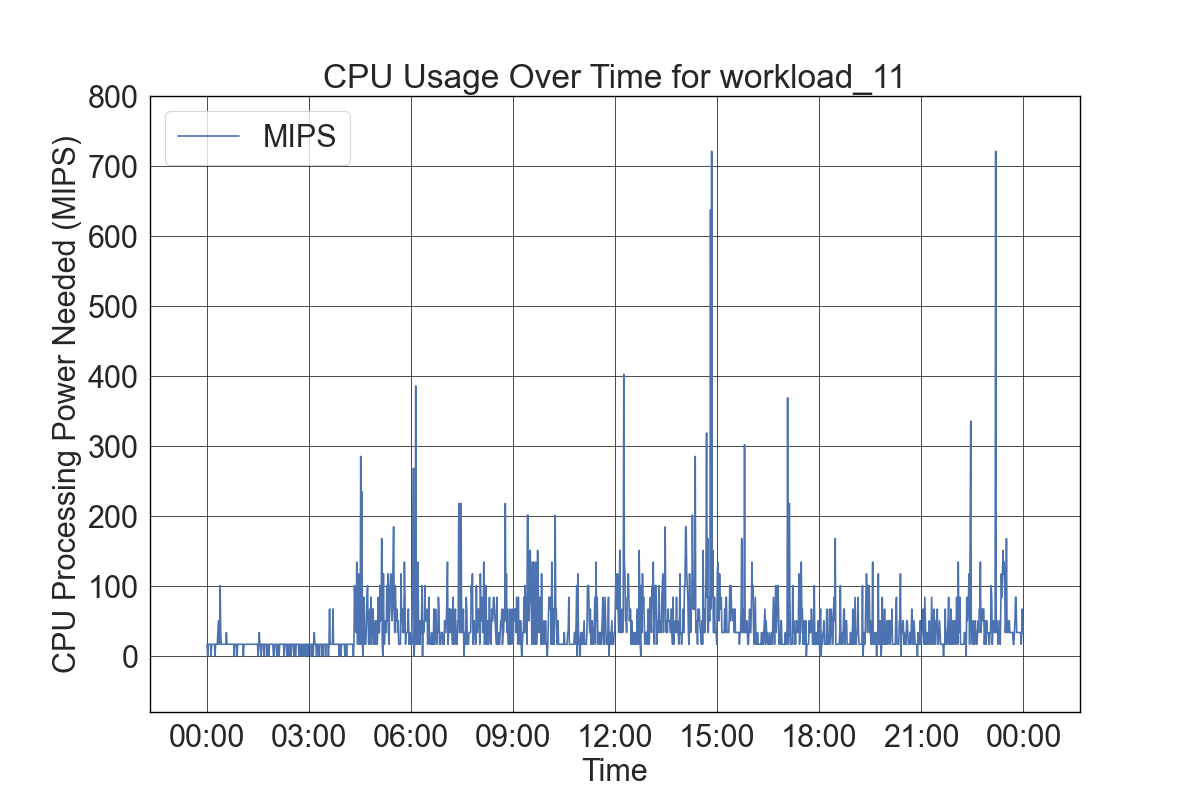 CPU Usage Over Time for workload_11
MIPS
CPU Processing Power Needed (MIPS)
800
700
600
500
400
300
200
100
0
00:00 03:00 06:00 09:00 12:00 15:00 18:00 21:00 00:00
Time